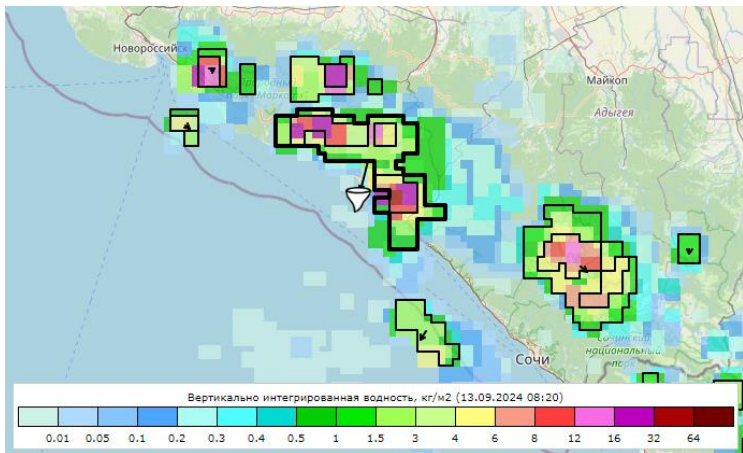 Новороссийск
Майкоп
Адыгея
Сочинский
национальный
парк
Сочи
Вертикально интегрированная водность, кг/м2 (13.09.2024 08:20)
0.01 0.05 0.1 0.2 0.3 0.4 0.5 1 1.5 3 4 6 8 12 16 32 64